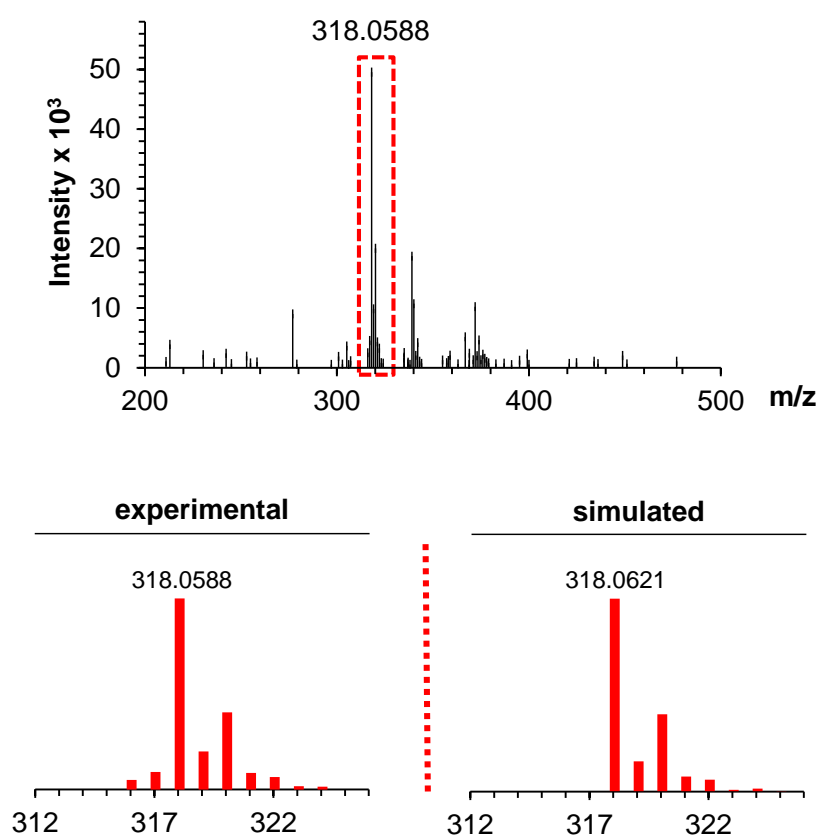 318.0588
Intensity x 10³
50
40
30
20
10
0
200 300 400 500 m/z
experimental simulated
318.0588 318.0621
312 317 322 312 317 322